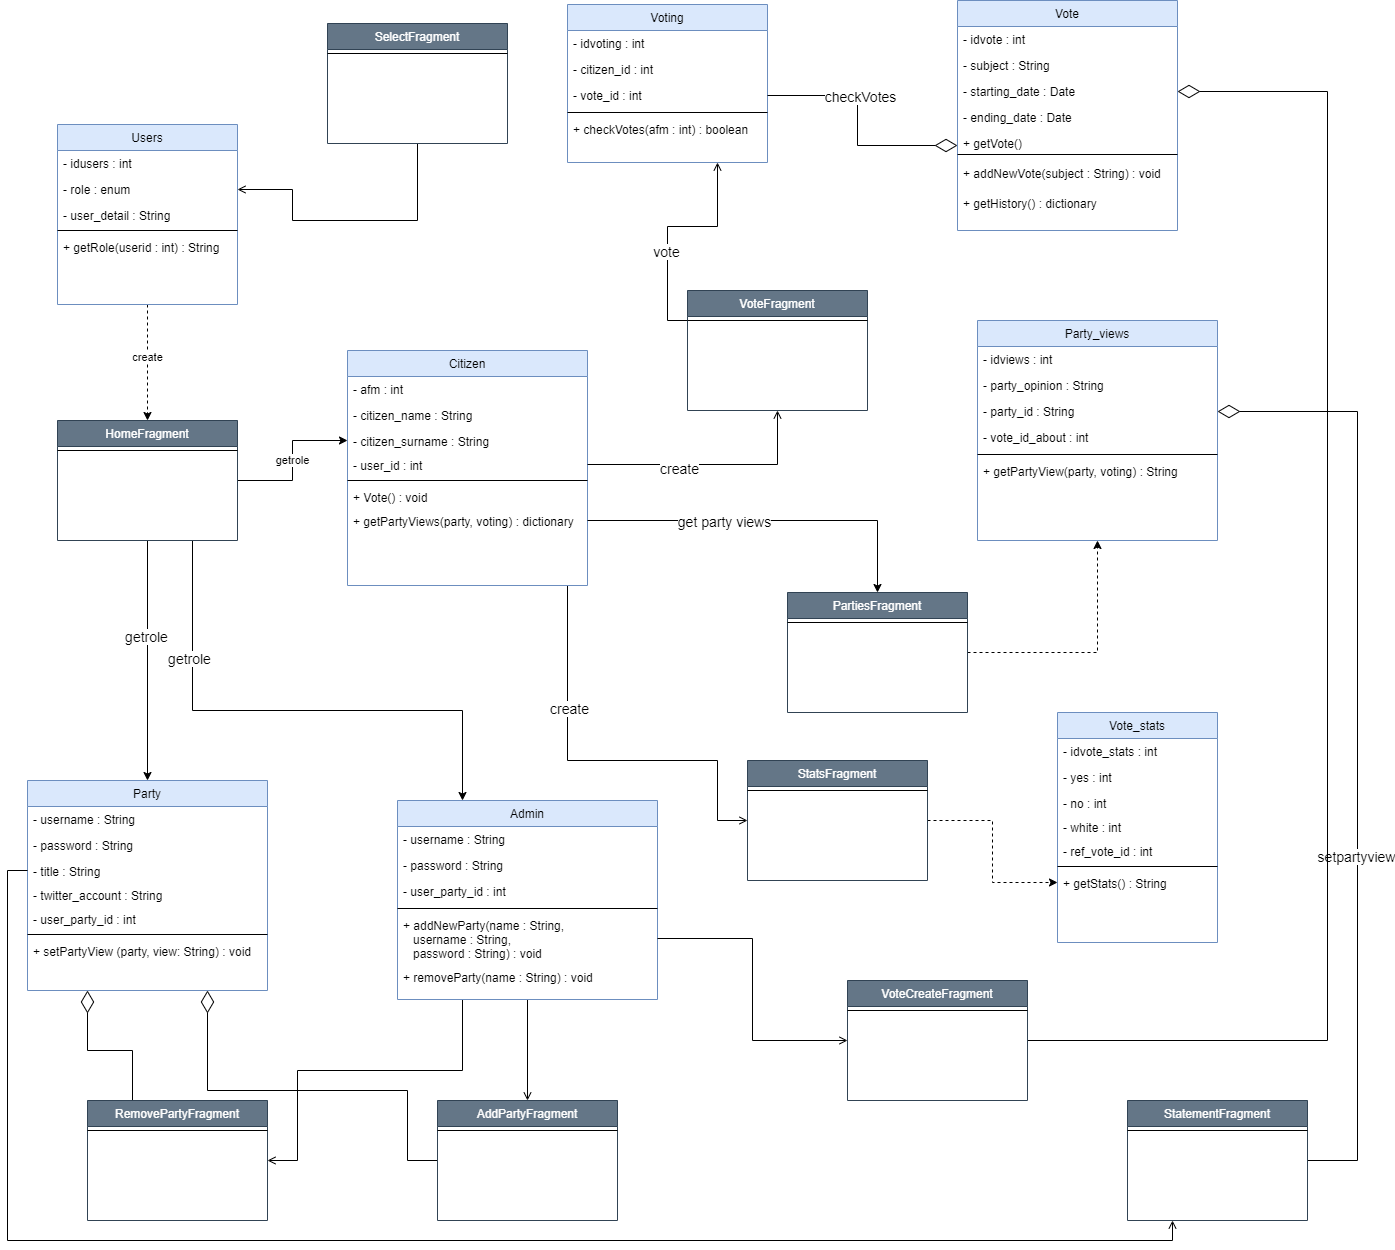 SelectFragment
Voting
- idvoting : int
- citizen_id : int
- vote_id : int
+ checkVotes(afm : int) : boolean
checkVotes
Vote
- idvote : int
- subject : String
- starting_date : Date
- ending_date : Date
+ getVote()
+ addNewVote(subject : String) : void
+ getHistory() : dictionary
Users
- idusers : int
- role : enum
- user_detail : String
+ getRole(userid : int) : String
create
vote
VoteFragment
HomeFragment
getrole
Citizen
- afm : int
- citizen_name : String
- citizen_surname : String
- user_id : int
+ Vote() : void
+ getPartyViews(party, voting) : dictionary
create
get party views
Party_views
- idviews : int
- party_opinion : String
- party_id : String
- vote_id_about : int
+ getPartyView(party, voting) : String
PartiesFragment
getrole
getrole
create
StatsFragment
Vote_stats
- idvote_stats : int
- yes : int
- no : int
- white : int
- ref_vote_id : int
+ getStats() : String
setpartyview
Party
- username : String
- password : String
- title : String
- twitter_account : String
- user_party_id : int
+ setPartyView (party, view: String) : void
Admin
- username : String
- password : String
- user_party_id : int
+ addNewParty(name : String,
username : String,
password : String) : void
+ removeParty(name : String) : void
VoteCreateFragment
RemovePartyFragment
AddPartyFragment
StatementFragment